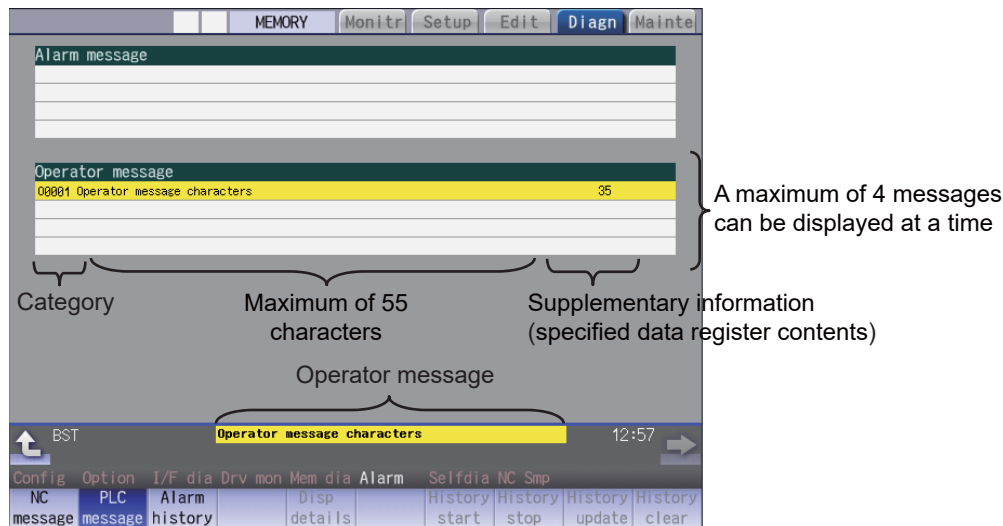 MEMORY Monitr Setup Edit Diagn Mainte
Alarm message
Operator message
O0001 Operator message characters 35
A maximum of 4 messages
can be displayed at a time
Category
Maximum of 55
characters
Supplementary information
(specified data register contents)
Operator message
BST Operator message characters 12:57
Config Option I/F dia Drv mon Mem dia Alarm Selfdia NC Smp
NC PLC Alarm Disp History History History History
message message history details start stop update clear